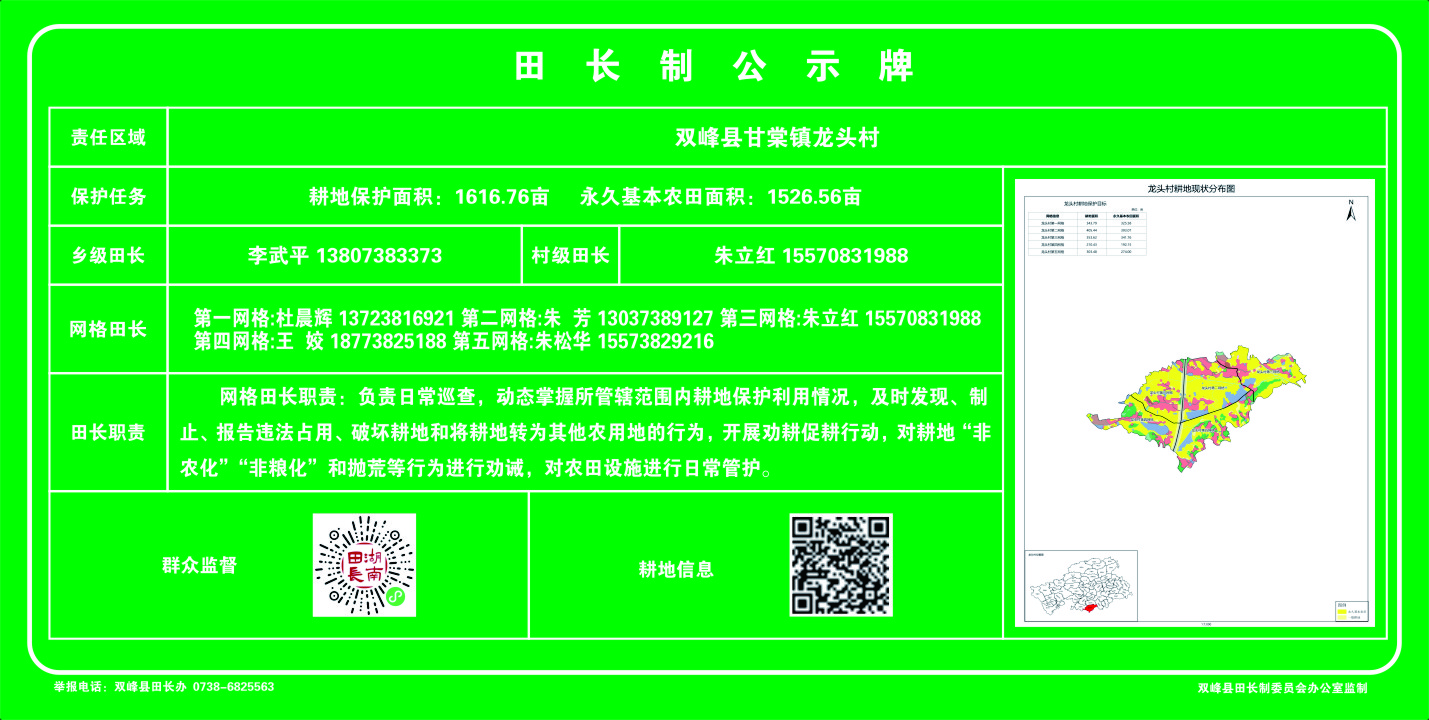 田长制公示牌
责任区域
双峰县甘棠镇龙头村
保护任务
耕地保护面积：1616.76亩 永久基本农田面积：1526.56亩
乡级田长
李武平 13807383373
村级田长
朱立红 15570831988
网格田长
第一网格:杜晨辉 13723816921 第二网格:朱 芳 13037389127 第三网格:朱立红 15570831988
第四网格:王 姣 18773825188 第五网格:朱松华 15573829216
田长职责
网格田长职责：负责日常巡查，动态掌握所管辖范围内耕地保护利用情况，及时发现、制
止、报告违法占用、破坏耕地和将耕地转为其他农用地的行为，开展劝耕促耕行动，对耕地“非
农化”“非粮化”和抛荒等行为进行劝诫，对农田设施进行日常管护。
群众监督
湖南
田長
耕地信息
龙头村耕地现状分布图
龙头村耕地保护目标
N
举报电话：双峰县田长办 0738-6825563
双峰县田长制委员会办公室监制